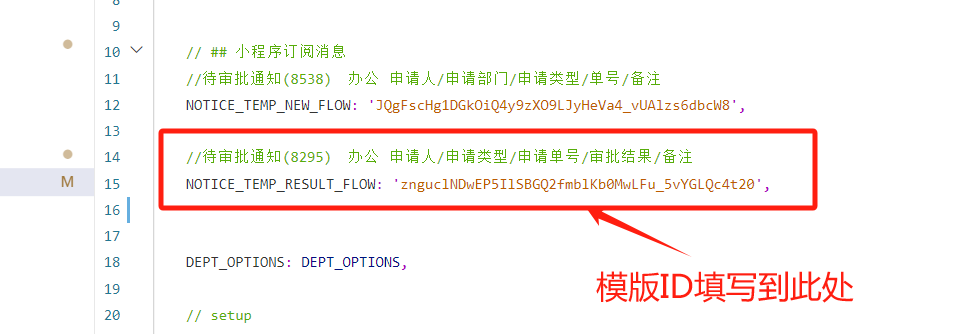 8
9
10 // ## 小程序订阅消息
11 //待审批通知(8538) 办公 申请人/申请部门/申请类型/单号/备注
12 NOTICE_TEMP_NEW_FLOW: 'JQgFscHg1DGkOiQ4y9zXO9LJyHeVa4_vUAlzs6dbcW8',
13
14 //待审批通知(8295) 办公 申请人/申请类型/申请单号/审批结果/备注
M 15 NOTICE_TEMP_RESULT_FLOW: 'znguclNDwEP5IlSBGQ2fmblKb0MwLFu_5vYGLQc4t20',
16
17
18 DEPT_OPTIONS: DEPT_OPTIONS,
模版ID填写到此处
19
20 // setup